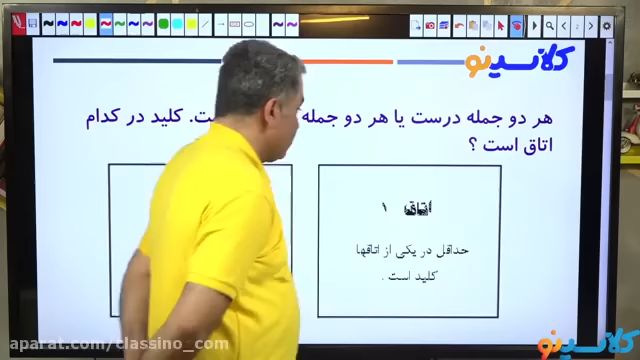 کلاسینو
هر دو جمله درست یا هر دو جمله ست. کلید در کدام
اتاق است ؟
اتاق ۱
حداقل در یکی از اتاقها
کلید است .
aparat.com/classino_com
کلاسینو